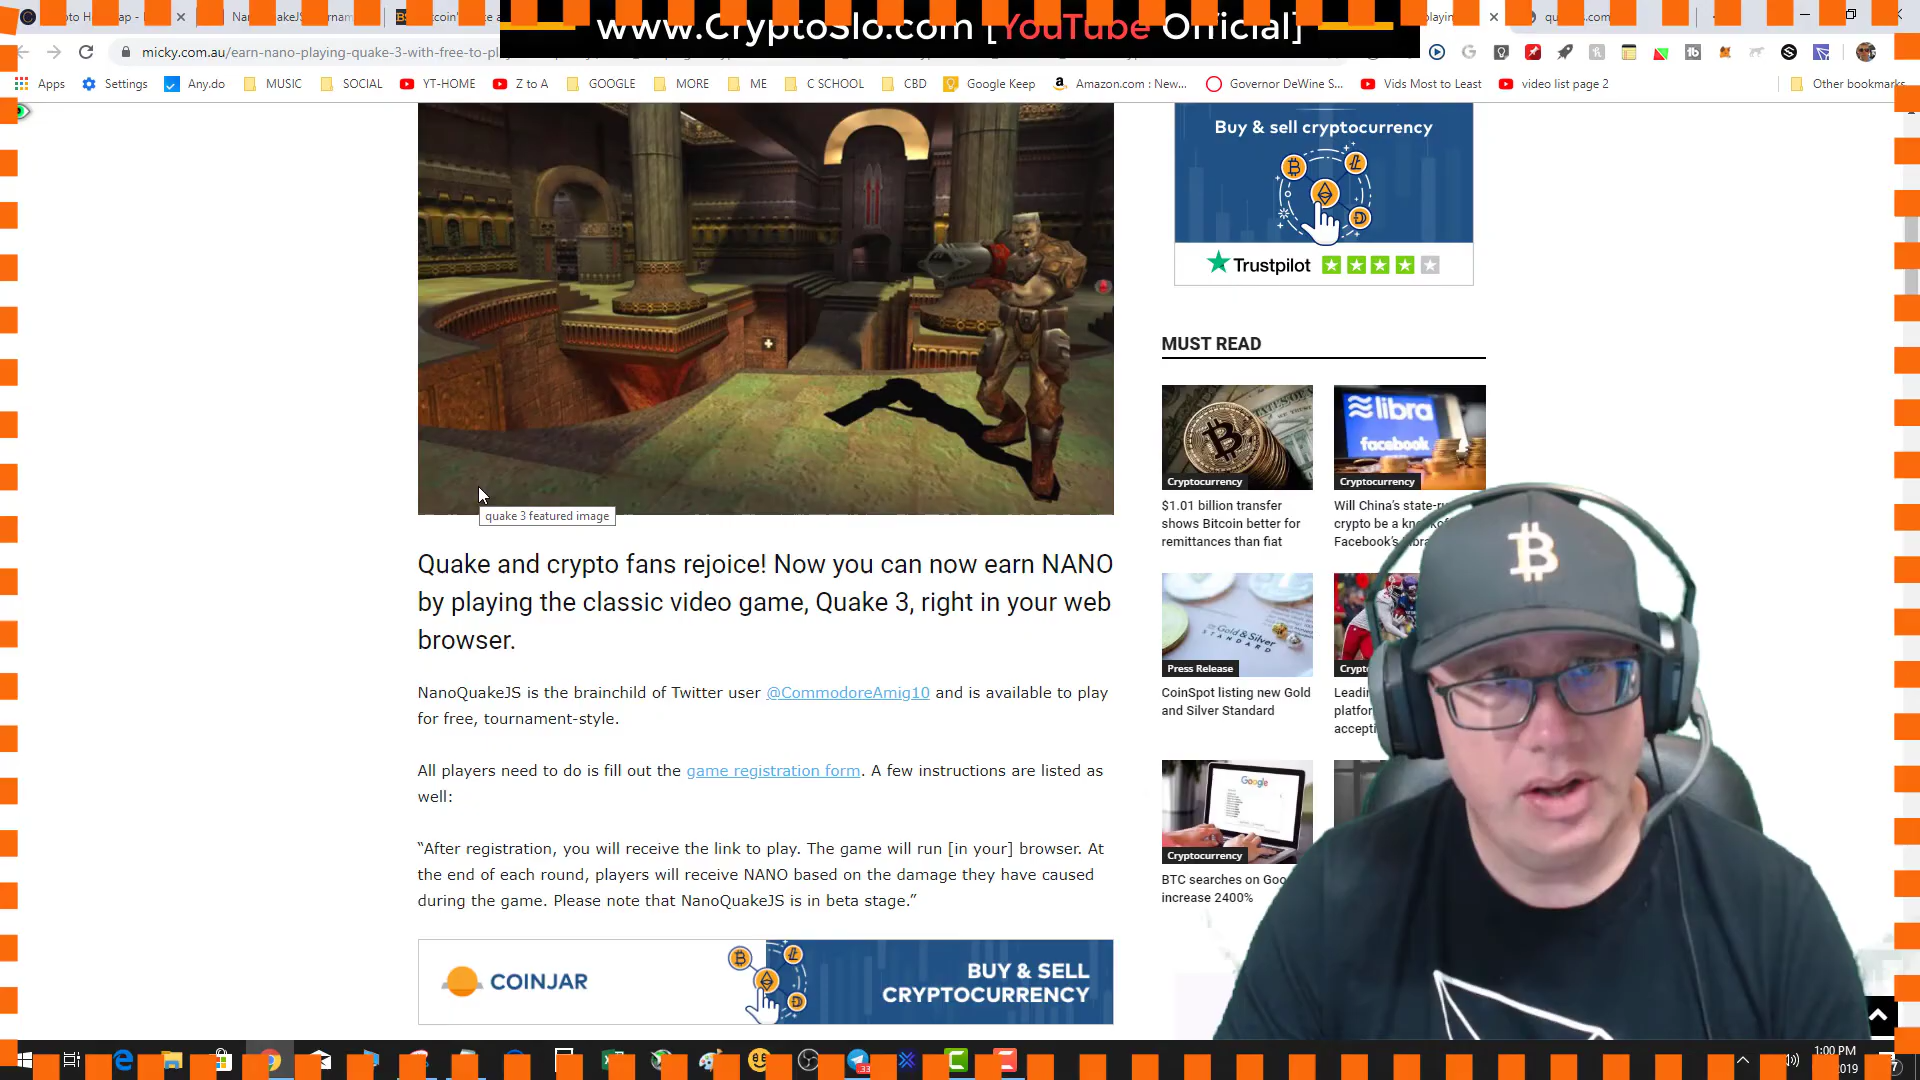 www.CryptoSlo.com [YouTube Official]
micky.com.au/earn-nano-playing-quake-3-with-free-to-pl
Apps
Settings
Any.do
MUSIC
SOCIAL
YT-HOME
Z to A
GOOGLE
MORE
ME
C SCHOOL
CBD
Google Keep
Amazon.com : New...
Governor DeWine S...
Vids Most to Least
video list page 2
Other bookmarks
Buy & sell cryptocurrency
Trustpilot
MUST READ
libra
facebook
Cryptocurrency
Cryptocurrency
$1.01 billion transfer
shows Bitcoin better for
remittances than fiat
Will China's state-ru
crypto be a kno
Facebook's
quake 3 featured image
Quake and crypto fans rejoice! Now you can now earn NANO
by playing the classic video game, Quake 3, right in your web
browser.
NanoQuakeJS is the brainchild of Twitter user @CommodoreAmig10 and is available to play
for free, tournament-style.
All players need to do is fill out the game registration form. A few instructions are listed as
well:
“After registration, you will receive the link to play. The game will run [in your] browser. At
the end of each round, players will receive NANO based on the damage they have caused
during the game. Please note that NanoQuakeJS is in beta stage.”
Gold & Silver
STANDARD
Press Release
Crypto
CoinSpot listing new Gold
and Silver Standard
Leadin
platfor
accepti
Google
Cryptocurrency
BTC searches on Goo
increase 2400%
COINJAR
BUY & SELL
CRYPTOCURRENCY
1:00 PM
2019